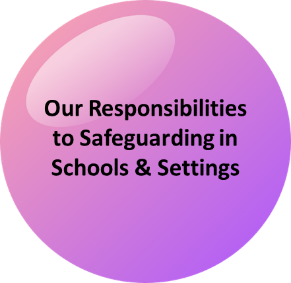 Our Responsibilities
to Safeguarding in
Schools & Settings